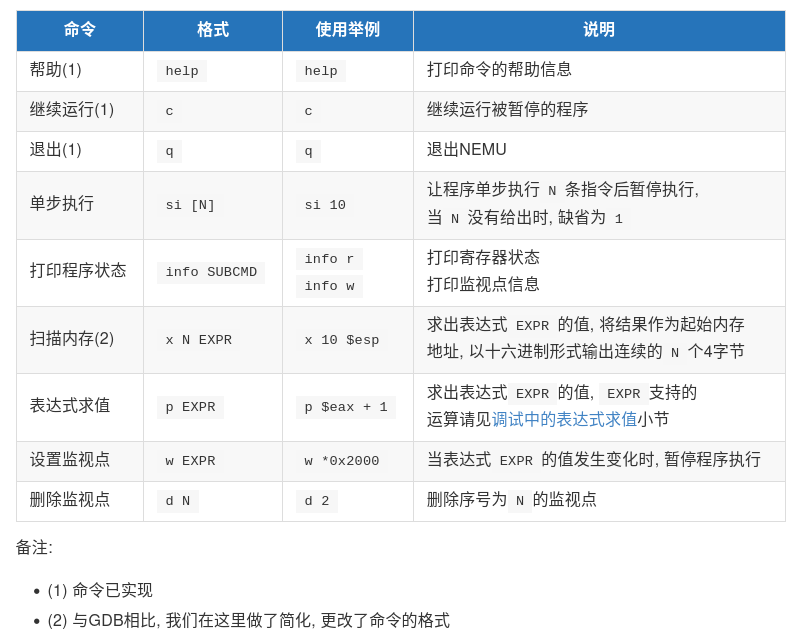 命令 格式 使用举例 说明
帮助(1) help help 打印命令的帮助信息
继续运行(1) c c 继续运行被暂停的程序
退出(1) q q 退出NEMU
单步执行 si [N] si 10 让程序单步执行 N 条指令后暂停执行,
当 N 没有给出时, 缺省为 1
打印程序状态 info SUBCMD info r 打印寄存器状态
info w 打印监视点信息
扫描内存(2) x N EXPR x 10 $esp 求出表达式 EXPR 的值, 将结果作为起始内存
地址, 以十六进制形式输出连续的 N 个4字节
表达式求值 p EXPR p $eax + 1 求出表达式 EXPR 的值, EXPR 支持的
运算请见调试中的表达式求值小节
设置监视点 w EXPR w *0x2000 当表达式 EXPR 的值发生变化时, 暂停程序执行
删除监视点 d N d 2 删除序号为 N 的监视点
备注:
• (1) 命令已实现
• (2) 与GDB相比, 我们在这里做了简化, 更改了命令的格式